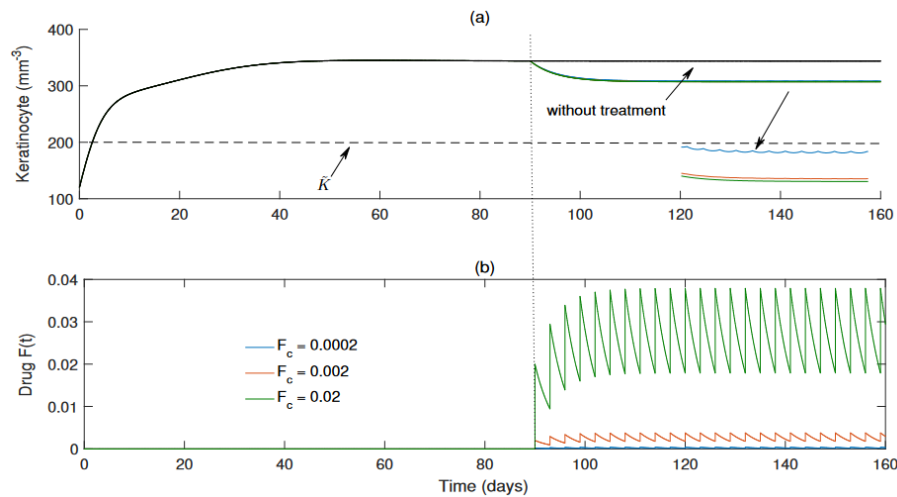 (a)
400
300
200
100
Keratinocyte (mm⁻³)
without treatment
K̃
0 20 40 60 80 100 120 140 160
(b)
0.04
0.03
0.02
0.01
0
Drug F(t)
F_c = 0.0002
F_c = 0.002
F_c = 0.02
0 20 40 60 80 100 120 140 160
Time (days)